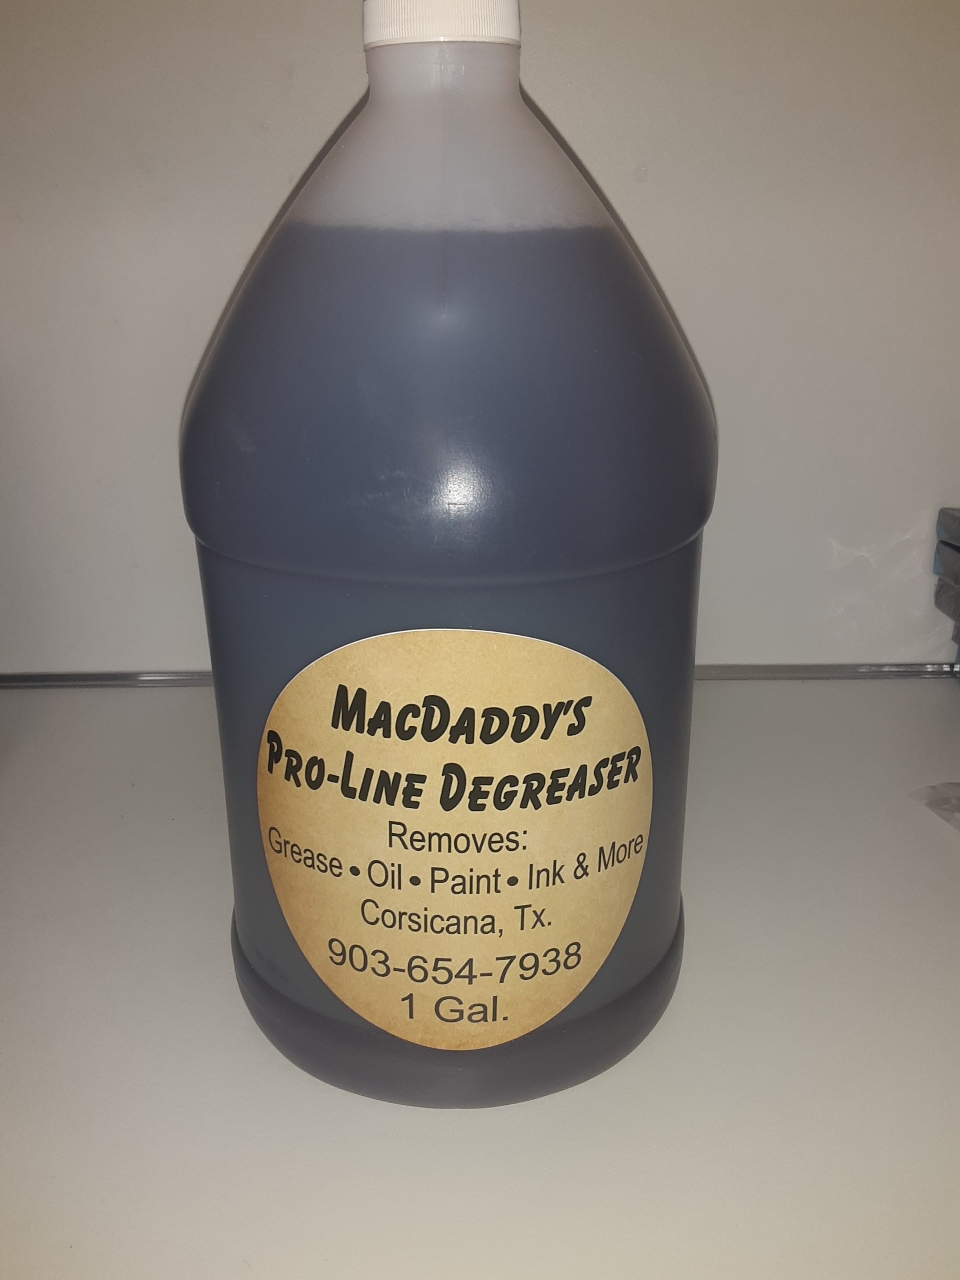 MACDADDY'S
PRO-LINE DEGREASER
Removes:
Grease • Oil • Paint • Ink & More
Corsicana, Tx.
903-654-7938
1 Gal.